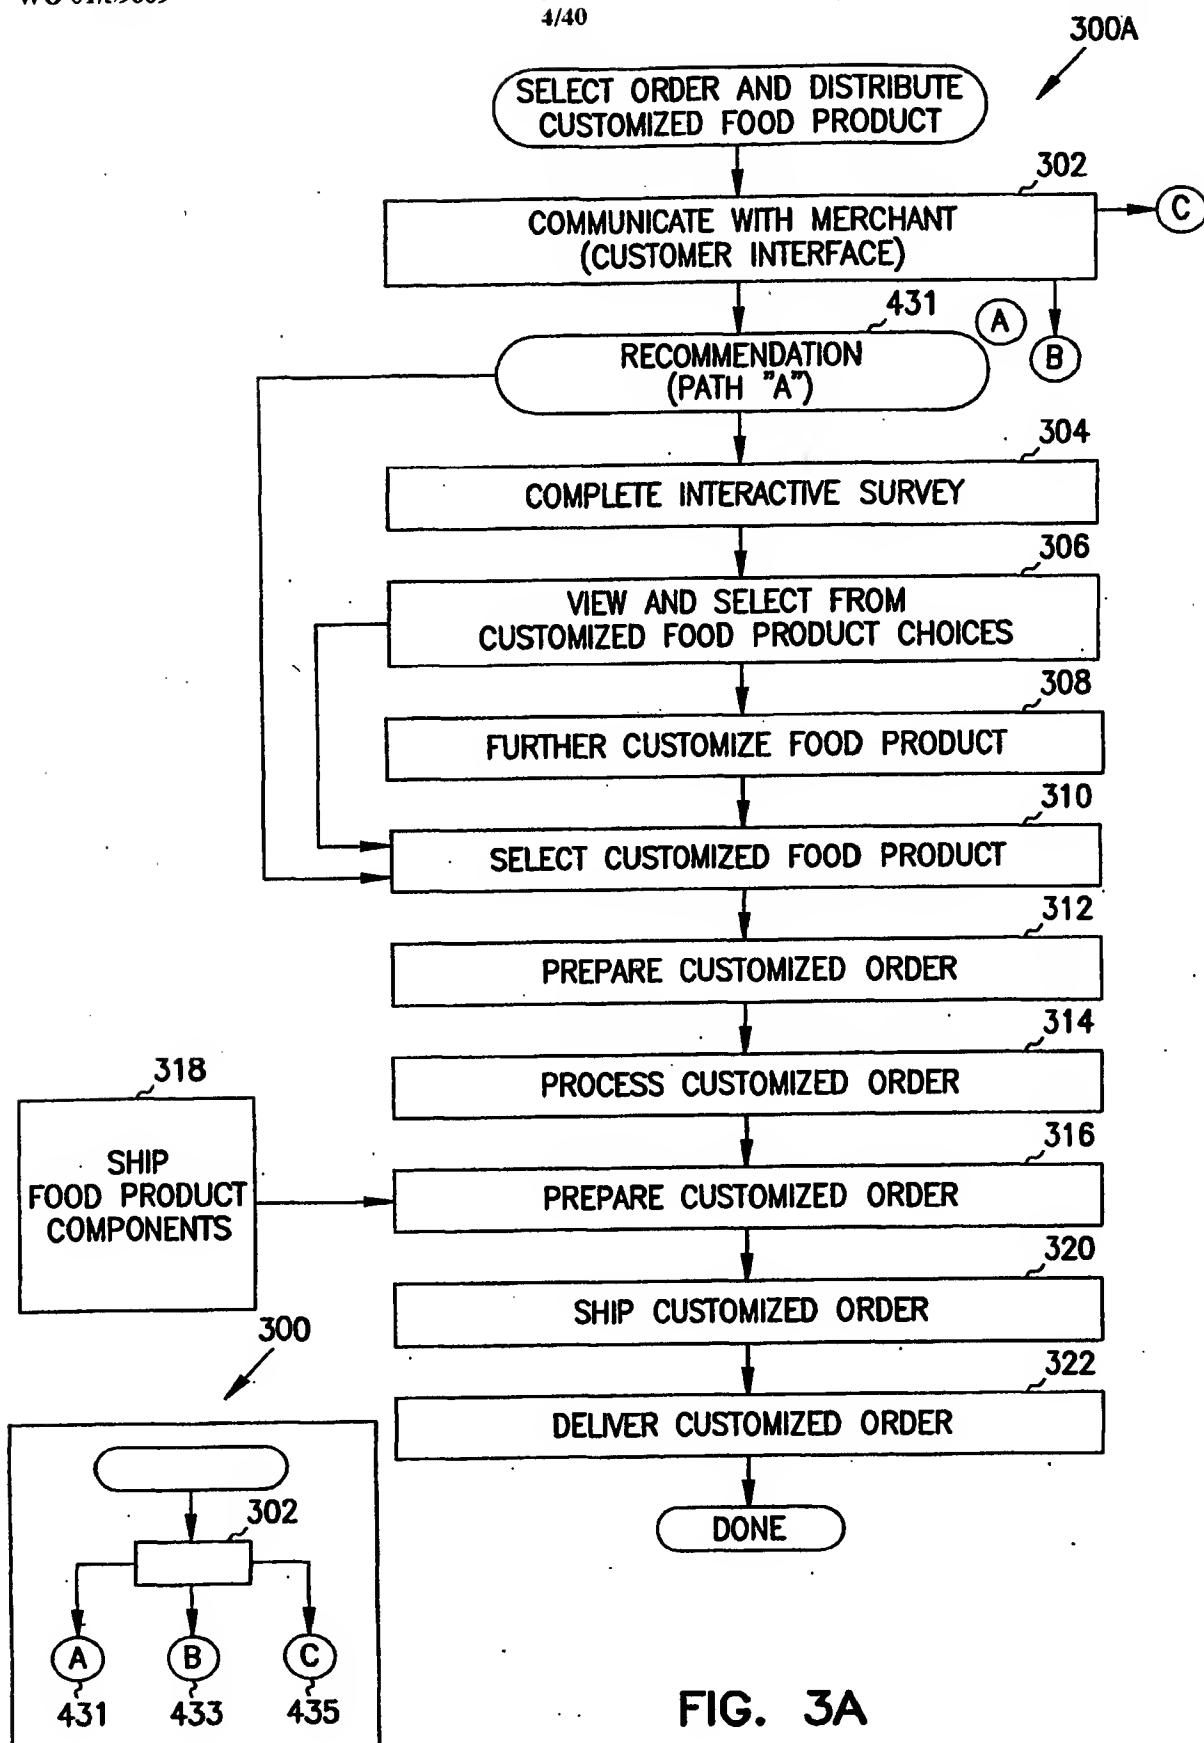 4/40
300A
SELECT ORDER AND DISTRIBUTE
CUSTOMIZED FOOD PRODUCT
302
COMMUNICATE WITH MERCHANT
(CUSTOMER INTERFACE)
C
431
A
B
RECOMMENDATION
(PATH "A")
304
COMPLETE INTERACTIVE SURVEY
306
VIEW AND SELECT FROM
CUSTOMIZED FOOD PRODUCT CHOICES
308
FURTHER CUSTOMIZE FOOD PRODUCT
310
SELECT CUSTOMIZED FOOD PRODUCT
312
PREPARE CUSTOMIZED ORDER
314
PROCESS CUSTOMIZED ORDER
318
SHIP
FOOD PRODUCT
COMPONENTS
316
PREPARE CUSTOMIZED ORDER
320
SHIP CUSTOMIZED ORDER
322
DELIVER CUSTOMIZED ORDER
DONE
300
302
A
B
C
431
433
435
FIG. 3A